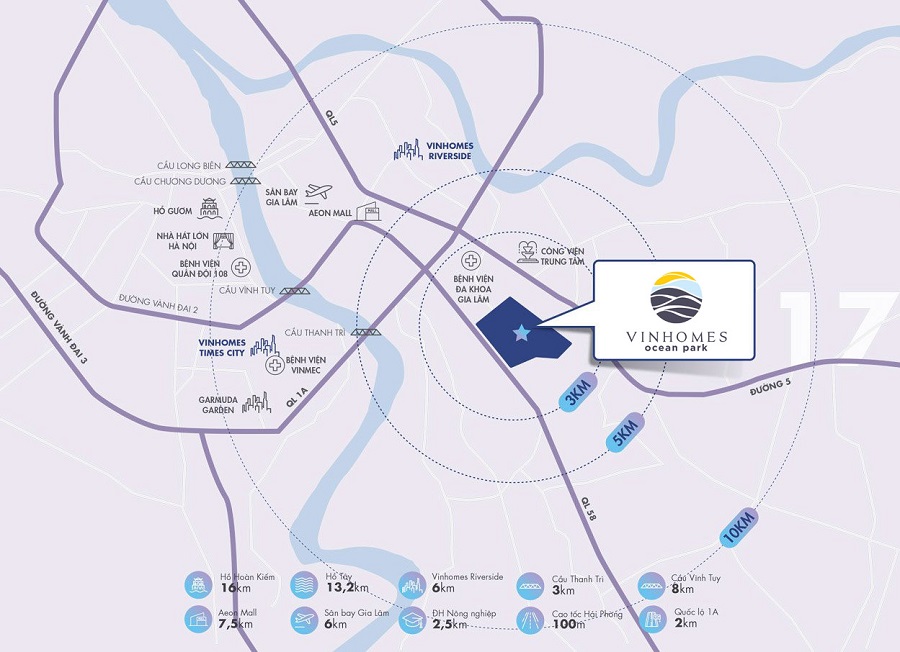 QL5
VINHOMES
RIVERSIDE
CẦU LONG BIÊN
CẦU CHƯƠNG DƯƠNG
SÂN BAY
GIA LÂM
AEON MALL
MALL
HỒ GƯƠM
NHÀ HÁT LỚN
HÀ NỘI
BỆNH VIỆN
QUÂN ĐỘI 108
CẦU VĨNH TUY
BỆNH VIỆN
ĐA KHOA
GIA LÂM
CÔNG VIÊN
TRUNG TÂM
VINHOMES
ocean park
17
ĐƯỜNG VÀNH ĐAI 2
ĐƯỜNG VÀNH ĐAI 3
CẦU THANH TRÌ
VINHOMES
TIMES CITY
BỆNH VIỆN
VINMEC
GARMUDA
GARDEN
QL 1A
3KM
5KM
10KM
ĐƯỜNG 5
QL 5B
Hồ Hoàn Kiếm
16km
Hồ Tây
13,2km
Vinhomes Riverside
6km
Cầu Thanh Trì
3km
Cầu Vĩnh Tuy
8km
Aeon Mall
7,5km
Sân bay Gia Lâm
6km
ĐH Nông nghiệp
2,5km
Cao tốc Hải Phòng
100m
Quốc lộ 1A
2km